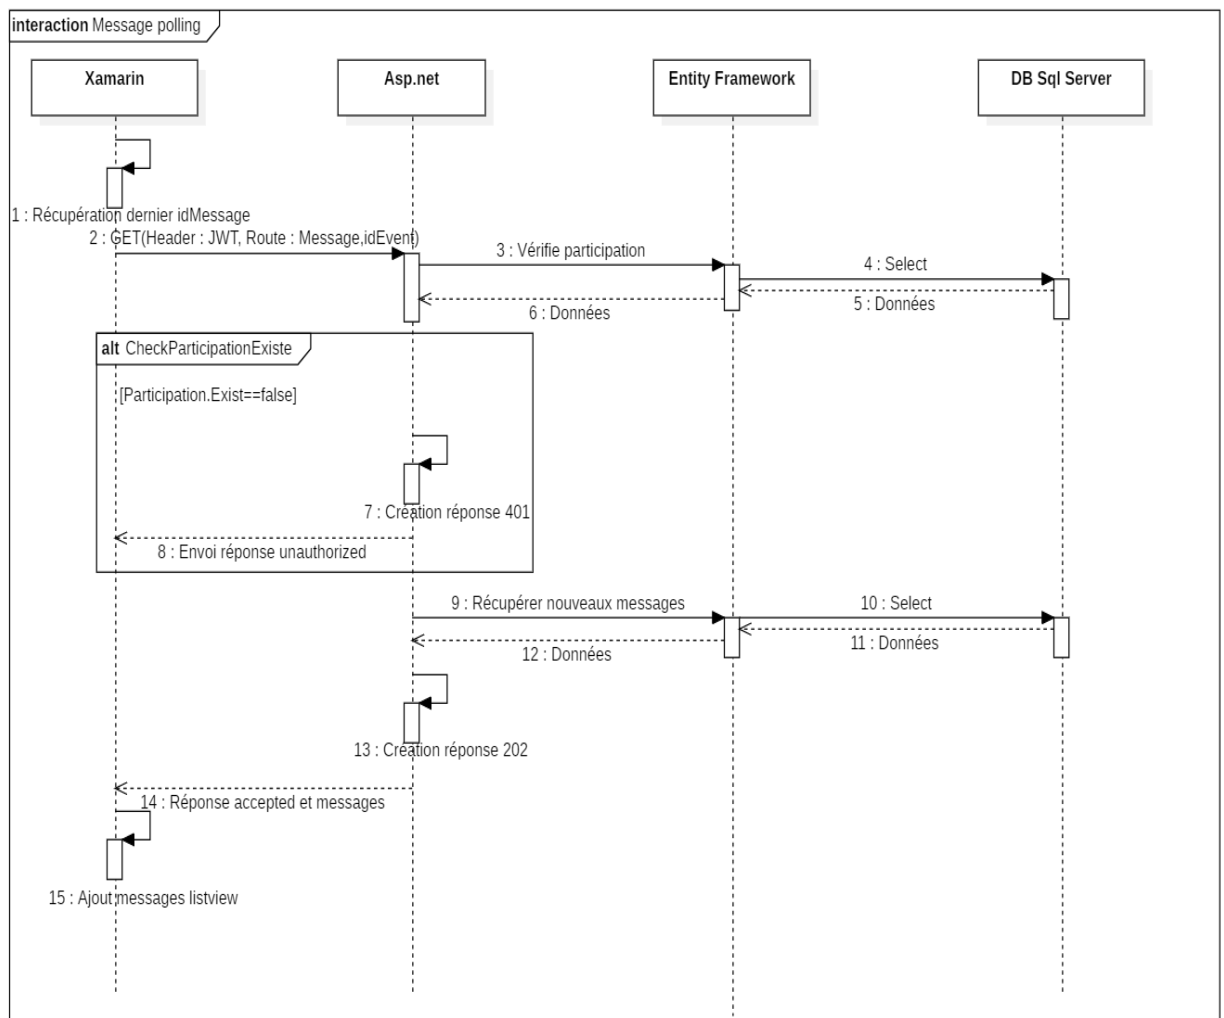 interaction Message polling
Xamarin
Asp.net
Entity Framework
DB Sql Server
1 : Récupération dernier idMessage
2 : GET(Header : JWT, Route : Message,idEvent)
3 : Vérifie participation
4 : Select
5 : Données
6 : Données
alt CheckParticipationExiste
[Participation.Exist==false]
7 : Création réponse 401
8 : Envoi réponse unauthorized
9 : Récupérer nouveaux messages
10 : Select
11 : Données
12 : Données
13 : Création réponse 202
14 : Réponse accepted et messages
15 : Ajout messages listview